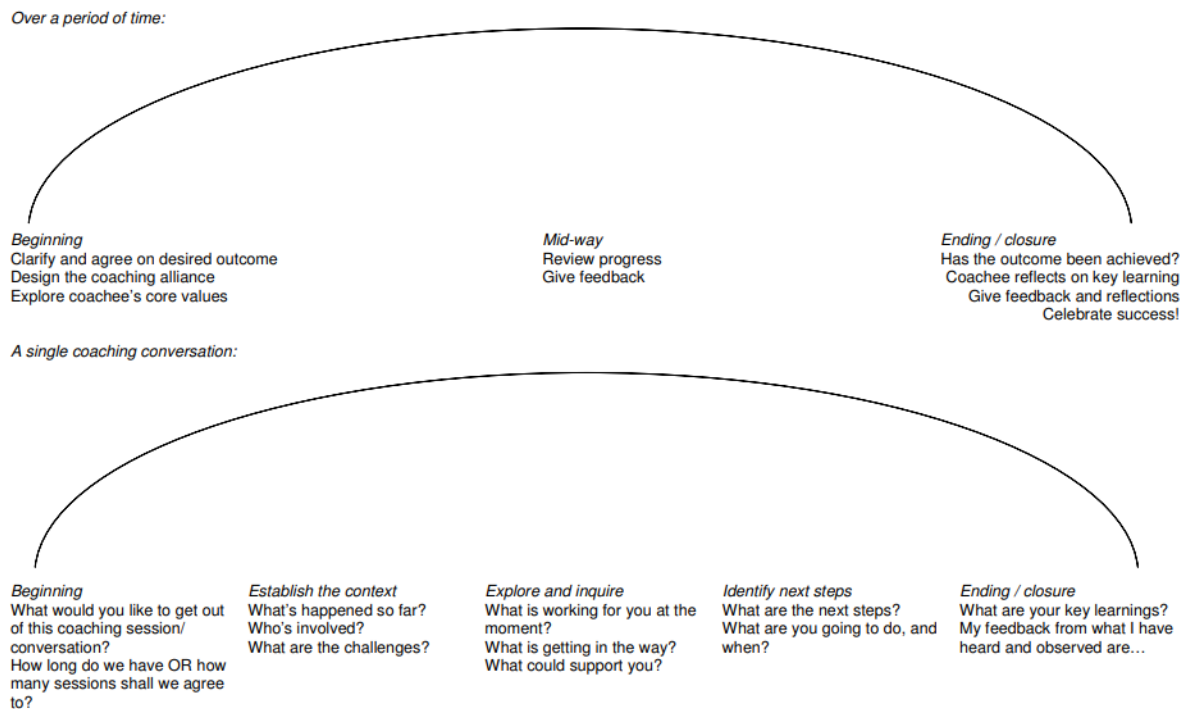 Over a period of time:
Beginning
Clarify and agree on desired outcome
Design the coaching alliance
Explore coachee's core values
Mid-way
Review progress
Give feedback
Ending / closure
Has the outcome been achieved?
Coachee reflects on key learning
Give feedback and reflections
Celebrate success!
A single coaching conversation:
Beginning
What would you like to get out
of this coaching session/
conversation?
How long do we have OR how
many sessions shall we agree
to?
Establish the context
What's happened so far?
Who's involved?
What are the challenges?
Explore and inquire
What is working for you at the
moment?
What is getting in the way?
What could support you?
Identify next steps
What are the next steps?
What are you going to do, and
when?
Ending / closure
What are your key learnings?
My feedback from what I have
heard and observed are…